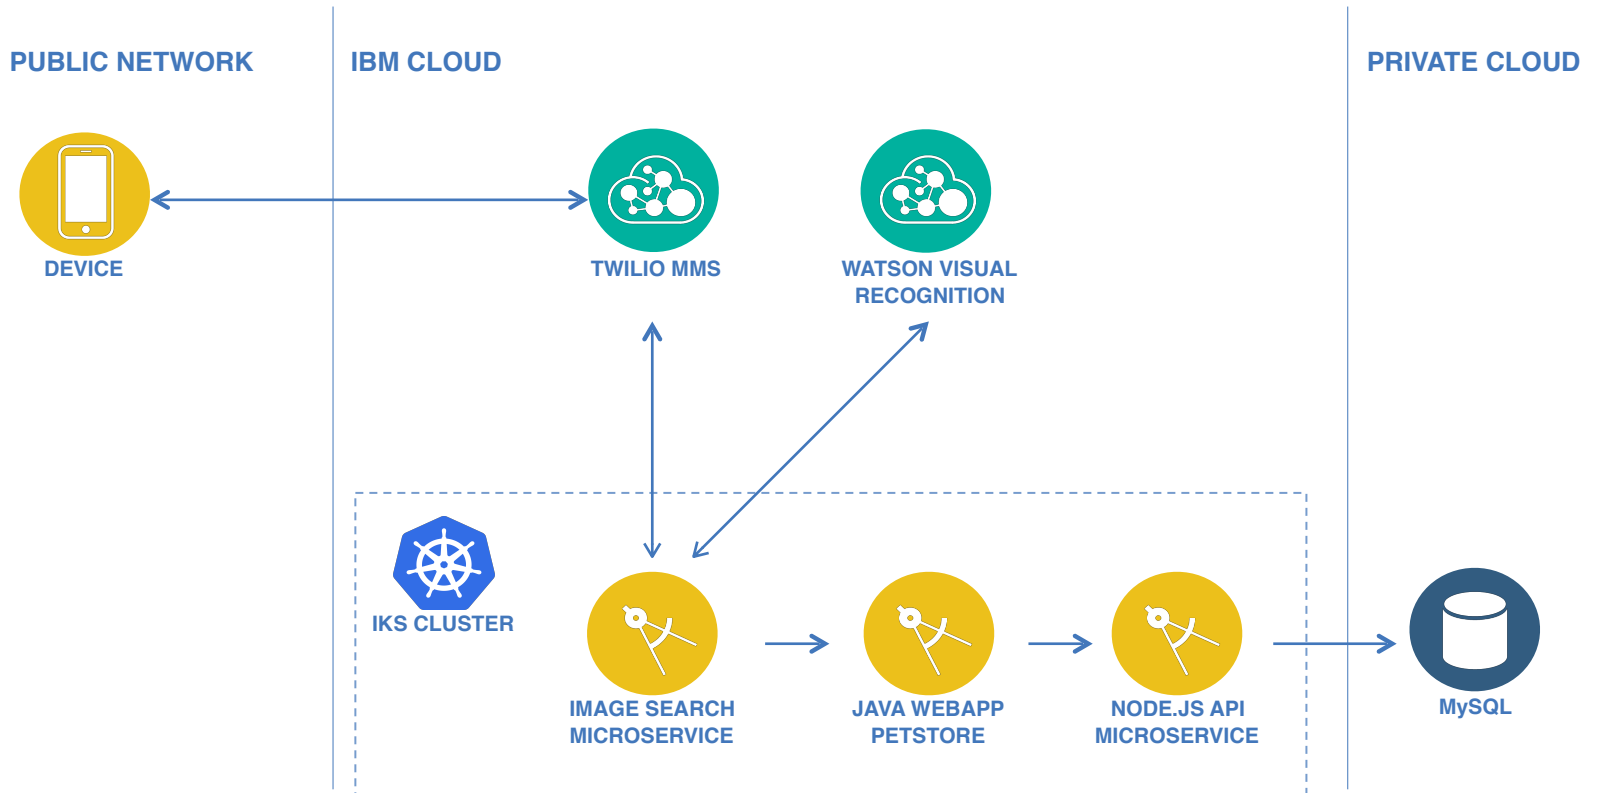 PUBLIC NETWORK
IBM CLOUD
PRIVATE CLOUD
DEVICE
TWILIO MMS
WATSON VISUAL
RECOGNITION
IKS CLUSTER
IMAGE SEARCH
MICROSERVICE
JAVA WEBAPP
PETSTORE
NODE.JS API
MICROSERVICE
MySQL